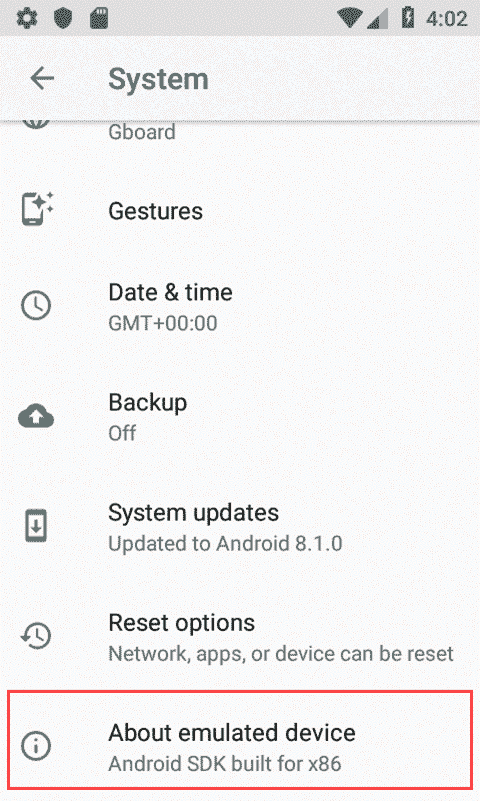 4:02
System
Gboard
Gestures
Date & time
GMT+00:00
Backup
Off
System updates
Updated to Android 8.1.0
Reset options
Network, apps, or device can be reset
About emulated device
Android SDK built for x86